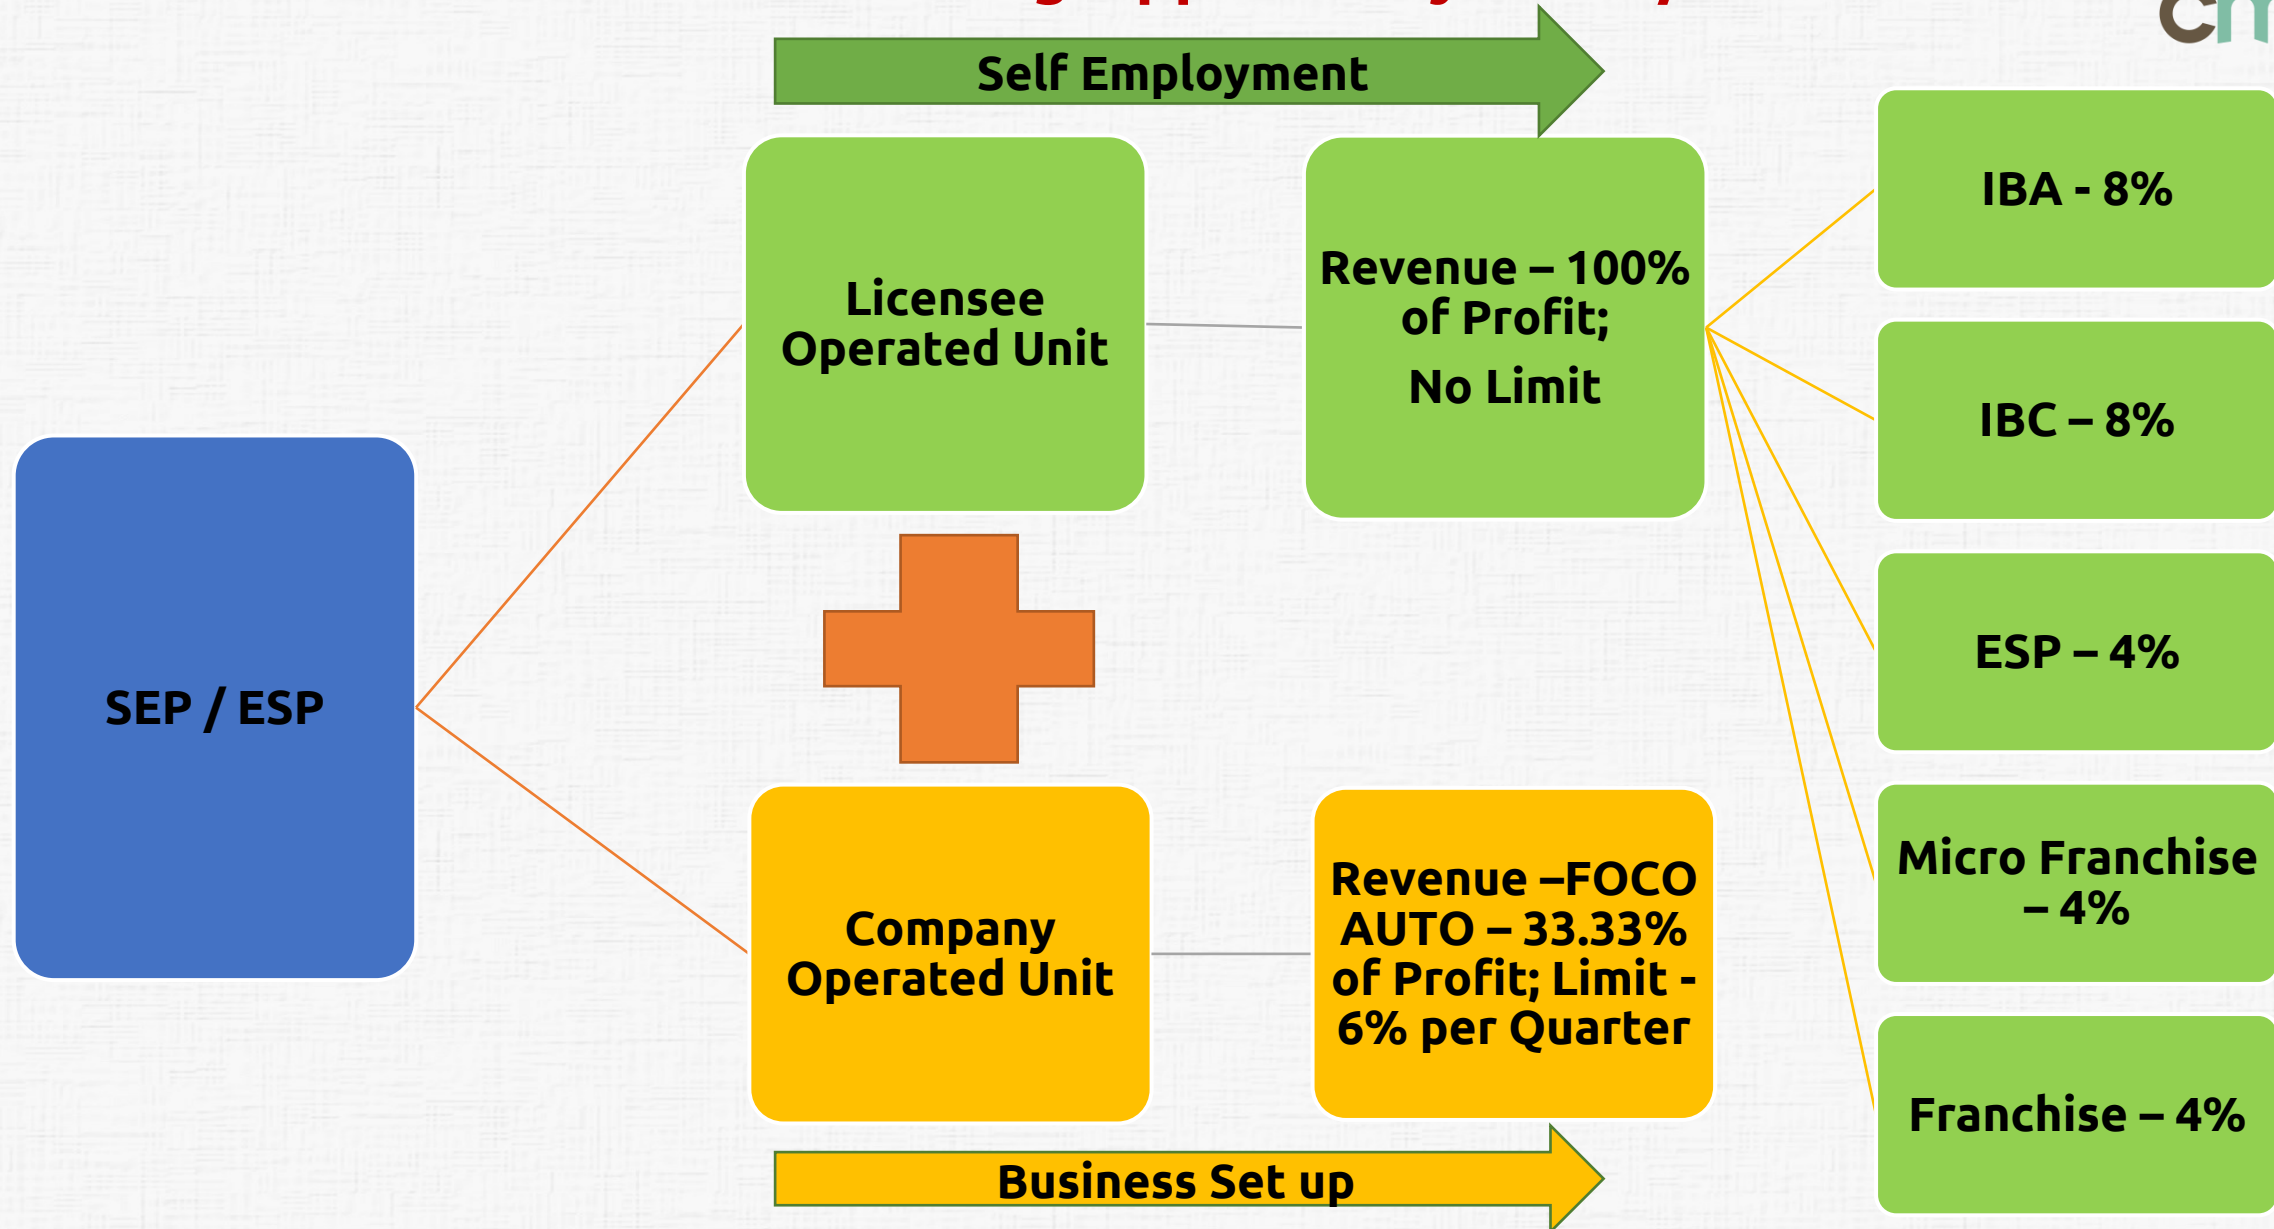 Self Employment
Licensee
Operated Unit
Revenue – 100%
of Profit;
No Limit
IBA - 8%
IBC – 8%
ESP – 4%
Micro Franchise
– 4%
Franchise – 4%
SEP / ESP
Company
Operated Unit
Revenue –FOCO
AUTO – 33.33%
of Profit; Limit -
6% per Quarter
Business Set up